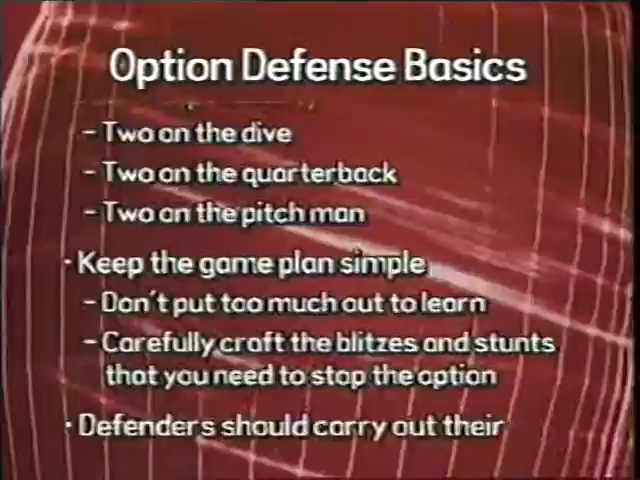 Option Defense Basics
- Two on the dive
- Two on the quarterback
- Two on the pitch man
· Keep the game plan simple
- Don't put too much out to learn
- Carefully craft the blitzes and stunts
that you need to stop the option
· Defenders should carry out their